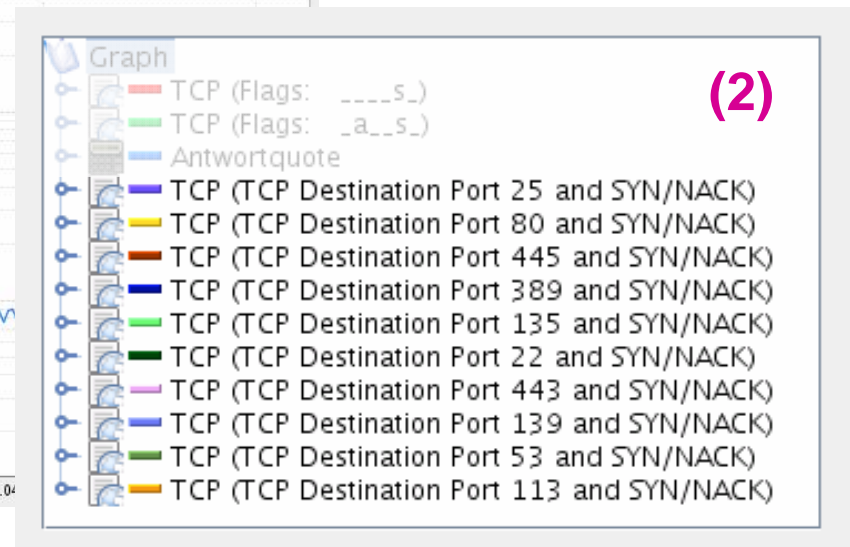 Graph
(2)
TCP (Flags: ____s_)
TCP (Flags: _a__s_)
Antwortquote
TCP (TCP Destination Port 25 and SYN/NACK)
TCP (TCP Destination Port 80 and SYN/NACK)
TCP (TCP Destination Port 445 and SYN/NACK)
TCP (TCP Destination Port 389 and SYN/NACK)
TCP (TCP Destination Port 135 and SYN/NACK)
TCP (TCP Destination Port 22 and SYN/NACK)
TCP (TCP Destination Port 443 and SYN/NACK)
TCP (TCP Destination Port 139 and SYN/NACK)
TCP (TCP Destination Port 53 and SYN/NACK)
TCP (TCP Destination Port 113 and SYN/NACK)